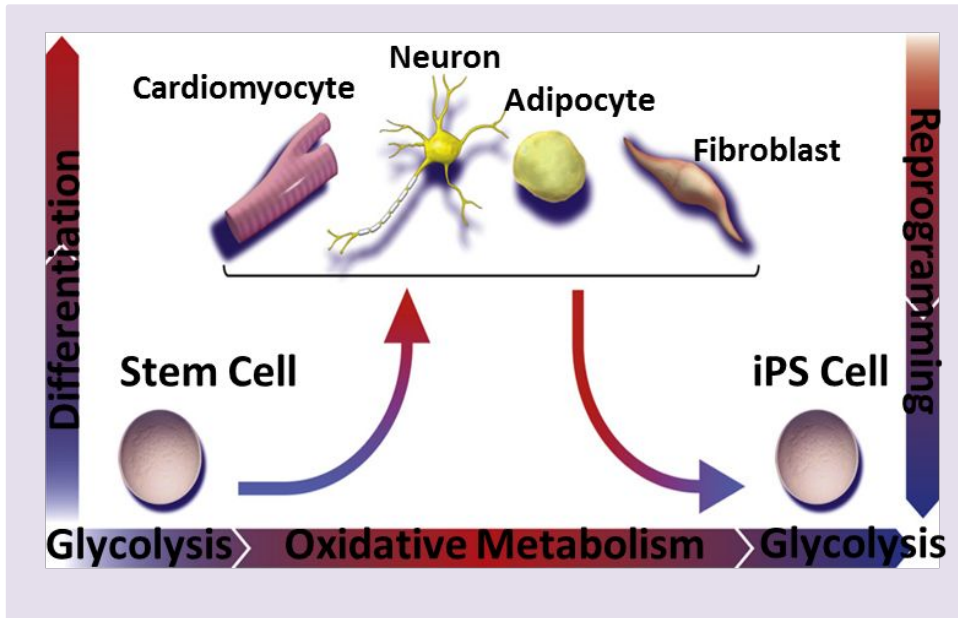 Neuron
Cardiomyocyte
Adipocyte
Fibroblast
Differentiation
Reprogramming
Stem Cell
iPS Cell
Glycolysis
Oxidative Metabolism
Glycolysis